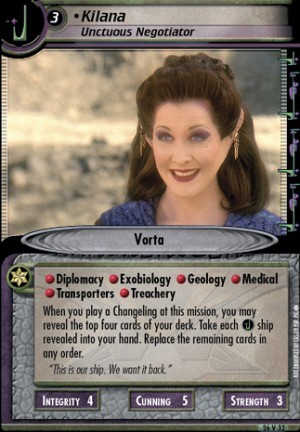 3
•Kilana
Unctuous Negotiator
Vorta
Diplomacy Exobiology Geology Medical
Transporters Treachery
When you play a Changeling at this mission, you may
reveal the top four cards of your deck. Take each ship
revealed into your hand. Replace the remaining cards in
any order.
"This is our ship. We want it back."
Integrity 4 Cunning 5 Strength 3